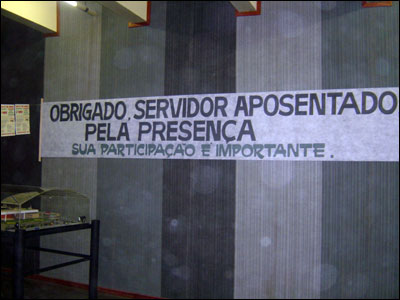 OBRIGADO, SERVIDOR APOSENTADO
PELA PRESENÇA
SUA PARTICIPAÇÃO É IMPORTANTE.